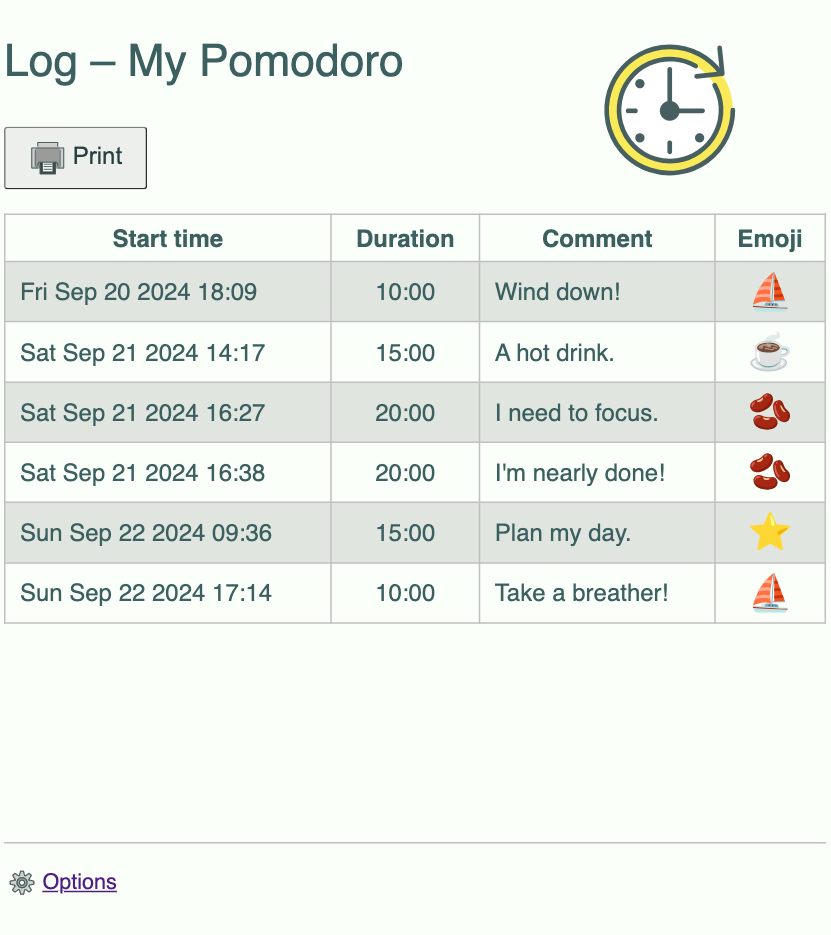 Log – My Pomodoro
Print
Start time Duration Comment Emoji
Fri Sep 20 2024 18:09 10:00 Wind down! ⛵
Sat Sep 21 2024 14:17 15:00 A hot drink. ☕
Sat Sep 21 2024 16:27 20:00 I need to focus. 🫘
Sat Sep 21 2024 16:38 20:00 I'm nearly done! 🫘
Sun Sep 22 2024 09:36 15:00 Plan my day. ⭐
Sun Sep 22 2024 17:14 10:00 Take a breather! ⛵
Options